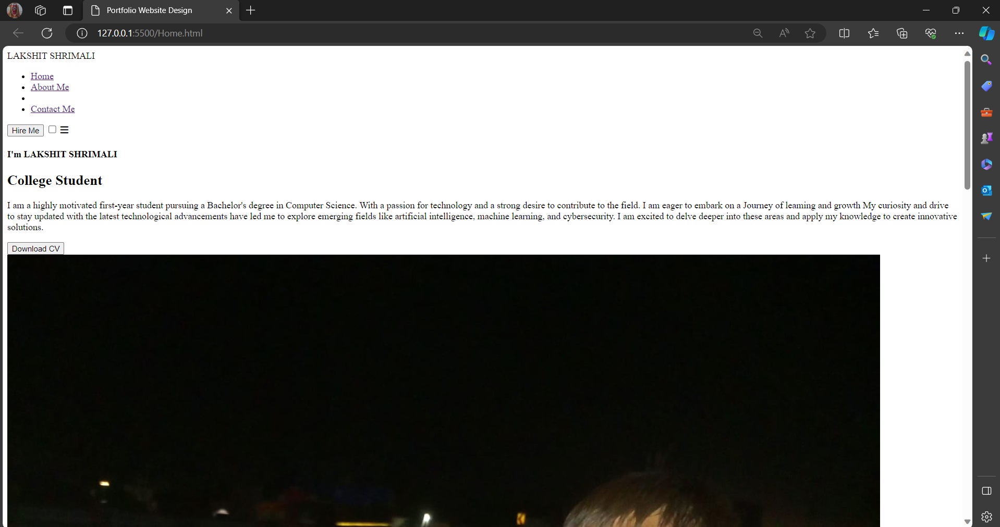 Portfolio Website Design
127.0.0.1:5500/Home.html
LAKSHIT SHRIMALI
Home
About Me
Contact Me
Hire Me
I'm LAKSHIT SHRIMALI
College Student
I am a highly motivated first-year student pursuing a Bachelor's degree in Computer Science. With a passion for technology and a strong desire to contribute to the field. I am eager to embark on a Journey of leaming and growth My curiosity and drive
to stay updated with the latest technological advancements have led me to explore emerging fields like artificial intelligence, machine learning, and cybersecurity. I am excited to delve deeper into these areas and apply my knowledge to create innovative
solutions.
Download CV